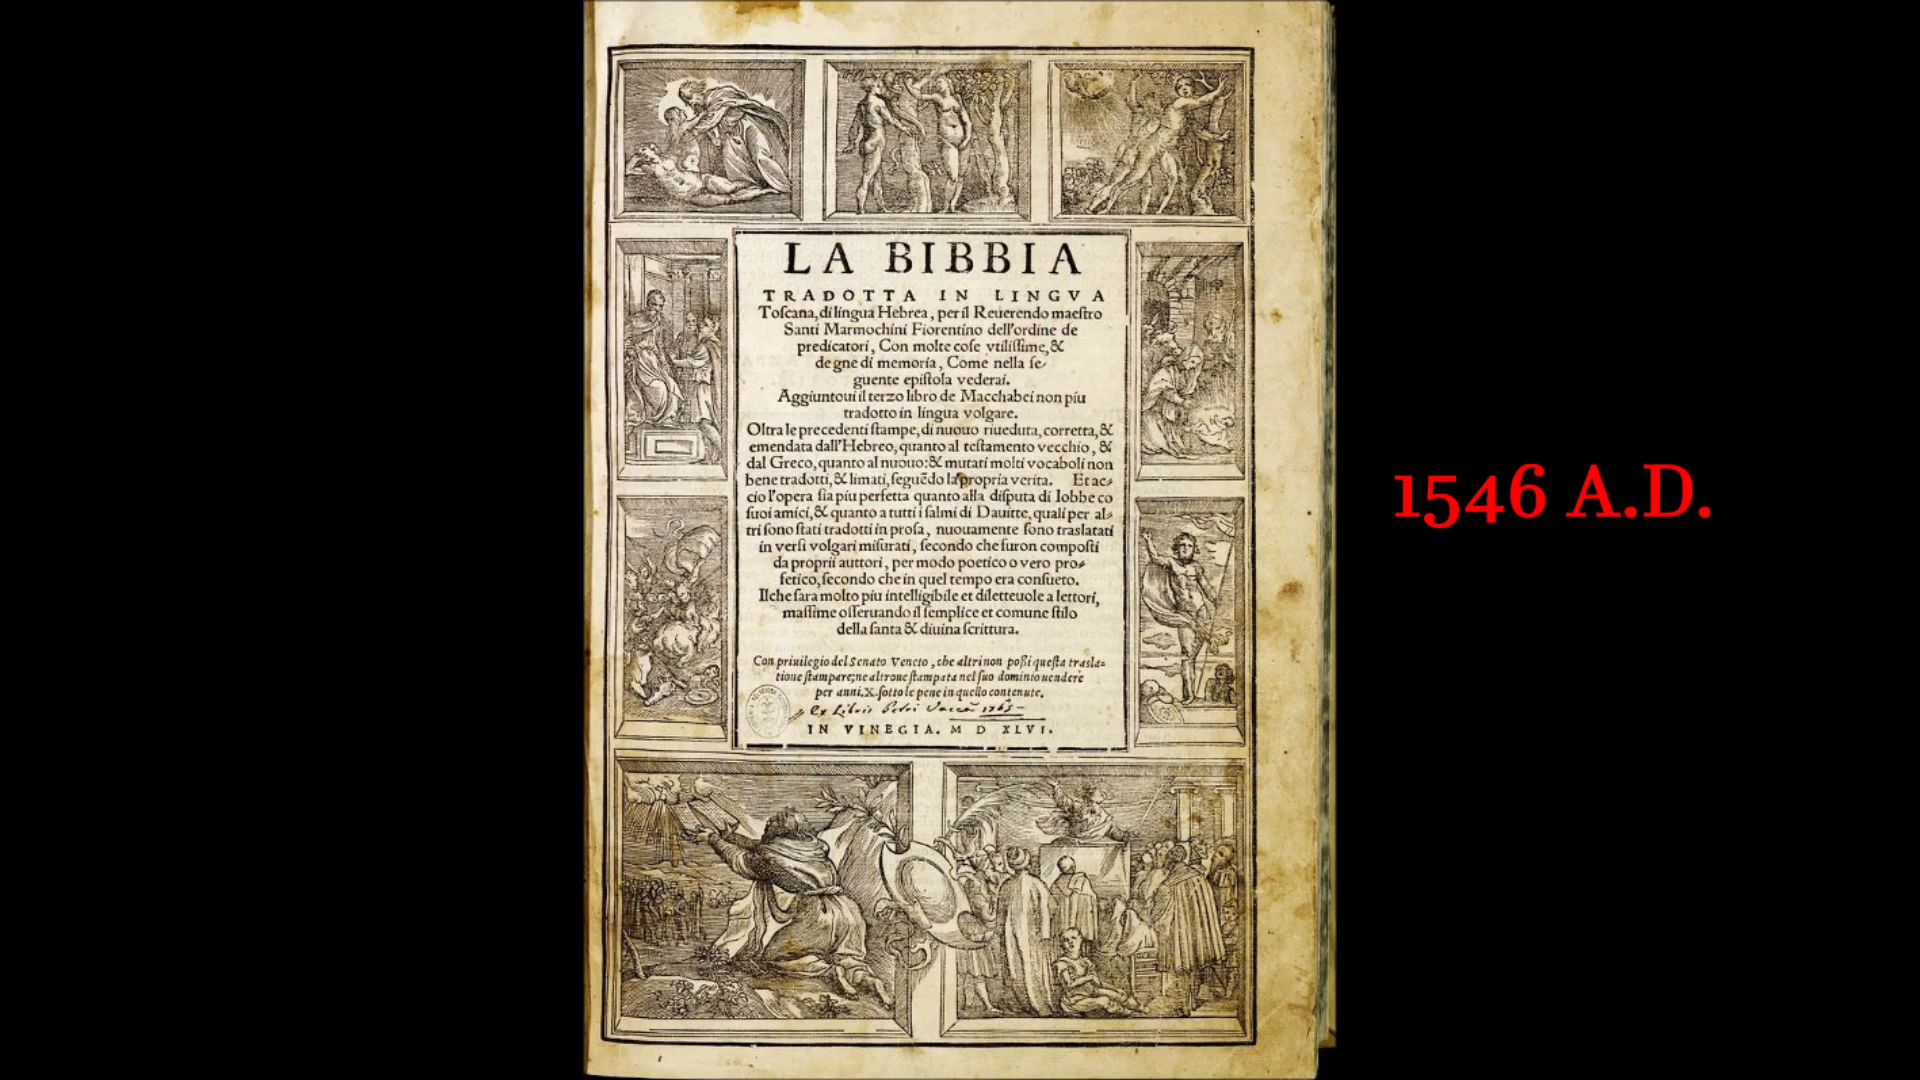 LA BIBBIA
TRADOTTA IN LINGVA
Toſcana, di lingua Hebrea, per il Reuerendo maeſtro
Santi Marmochini Fiorentino dell'ordine de
predicatori, Con molte coſe vtiliſſime, &
degne di memoria, Come nella ſe⸗
guente epiſtola vederai.
Aggiuntoui il terzo libro de Macchabei non piu
tradotto in lingua volgare.
Oltra le precedenti ſtampe, di nuouo riueduta, corretta, &
emendata dall'Hebreo, quanto al teſtamento vecchio, &
dal Greco, quanto al nuouo: & mutati molti vocaboli non
bene tradotti, & limati, ſeguēdo la propria verita. Et ac⸗
cio l'opera ſia piu perfetta quanto alla diſputa di Iobbe co
ſuoi amici, & quanto a tutti i ſalmi di Dauitte, quali per al⸗
tri ſono ſtati tradotti in proſa, nuouamente ſono traslatati
in verſi volgari miſurati, ſecondo che furon compoſti
da proprii auttori, per modo poetico o vero pro⸗
fetico, ſecondo che in quel tempo era conſueto.
Ilche ſara molto piu intelligibile et diletteuole a lettori,
maſſime oſſeruando il ſemplice et comune ſtilo
della ſanta & diuina ſcrittura.
Con priuilegio del Senato Veneto, che altri non poſſi queſta trasla⸗
tione ſtampare; ne altroue ſtampata nel ſuo dominio uendere
per anni. X. ſotto le pene in quello contenute.
Ex Libris Petri Vacca 1765
IN VINEGIA. M D XLVI.
1546 A.D.